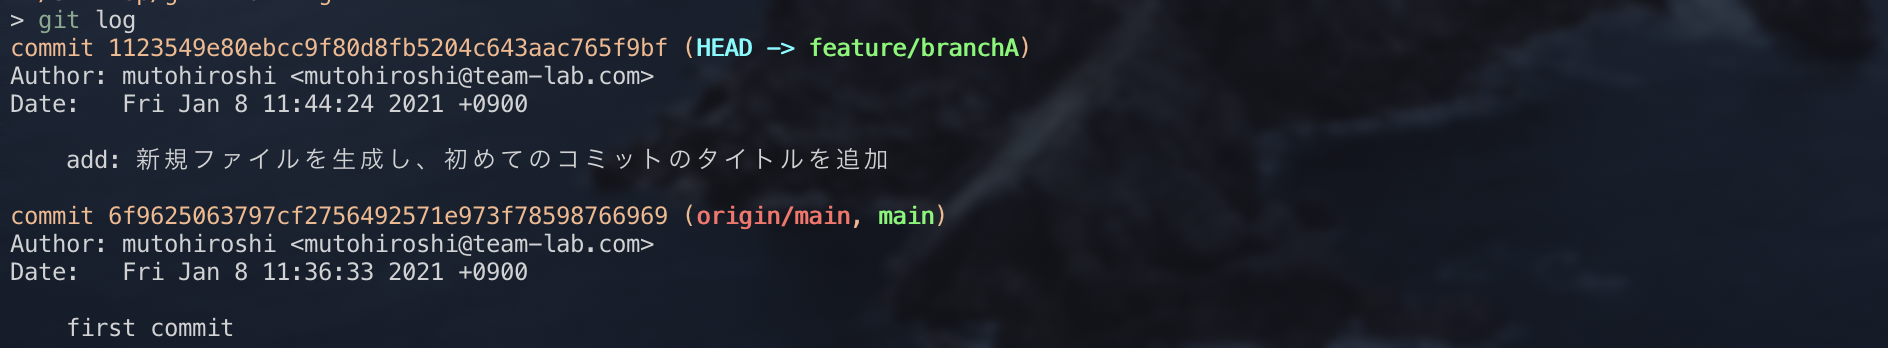 > git log
commit 1123549e80ebcc9f80d8fb5204c643aac765f9bf (HEAD -> feature/branchA)
Author: mutohiroshi <mutohiroshi@team-lab.com>
Date:   Fri Jan 8 11:44:24 2021 +0900
add: 新規ファイルを生成し、初めてのコミットのタイトルを追加
commit 6f9625063797cf2756492571e973f78598766969 (origin/main, main)
Author: mutohiroshi <mutohiroshi@team-lab.com>
Date:   Fri Jan 8 11:36:33 2021 +0900
first commit